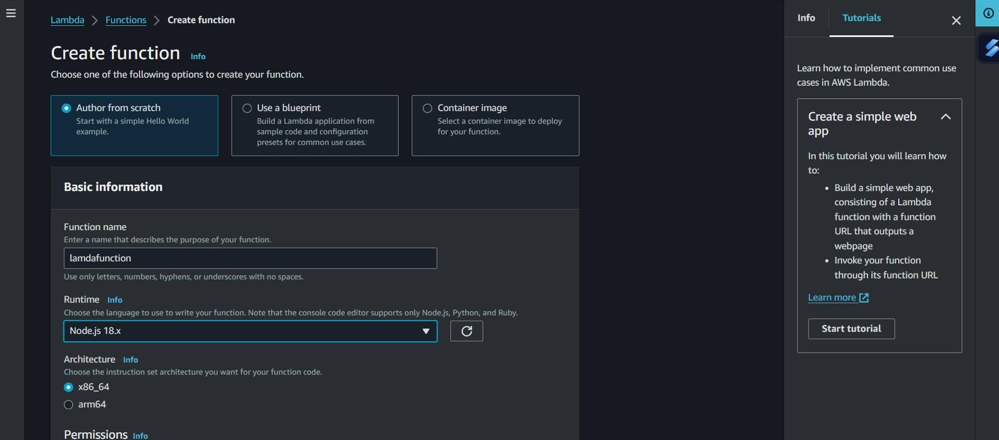 Lambda > Functions > Create function
Create function Info
Choose one of the following options to create your function.
Author from scratch
Start with a simple Hello World
example.
Use a blueprint
Build a Lambda application from
sample code and configuration
presets for common use cases.
Container image
Select a container image to deploy
for your function.
Basic information
Function name
Enter a name that describes the purpose of your function.
lamdafunction
Use only letters, numbers, hyphens, or underscores with no spaces.
Runtime Info
Choose the language to use to write your function. Note that the console code editor supports only Node.js, Python, and Ruby.
Node.js 18.x
Architecture Info
Choose the instruction set architecture you want for your function code.
x86_64
arm64
Permissions Info
Info Tutorials
Learn how to implement common use
cases in AWS Lambda.
Create a simple web
app
In this tutorial you will learn how
to:
• Build a simple web app,
consisting of a Lambda
function with a function
URL that outputs a
webpage
• Invoke your function
through its function URL
Learn more
Start tutorial